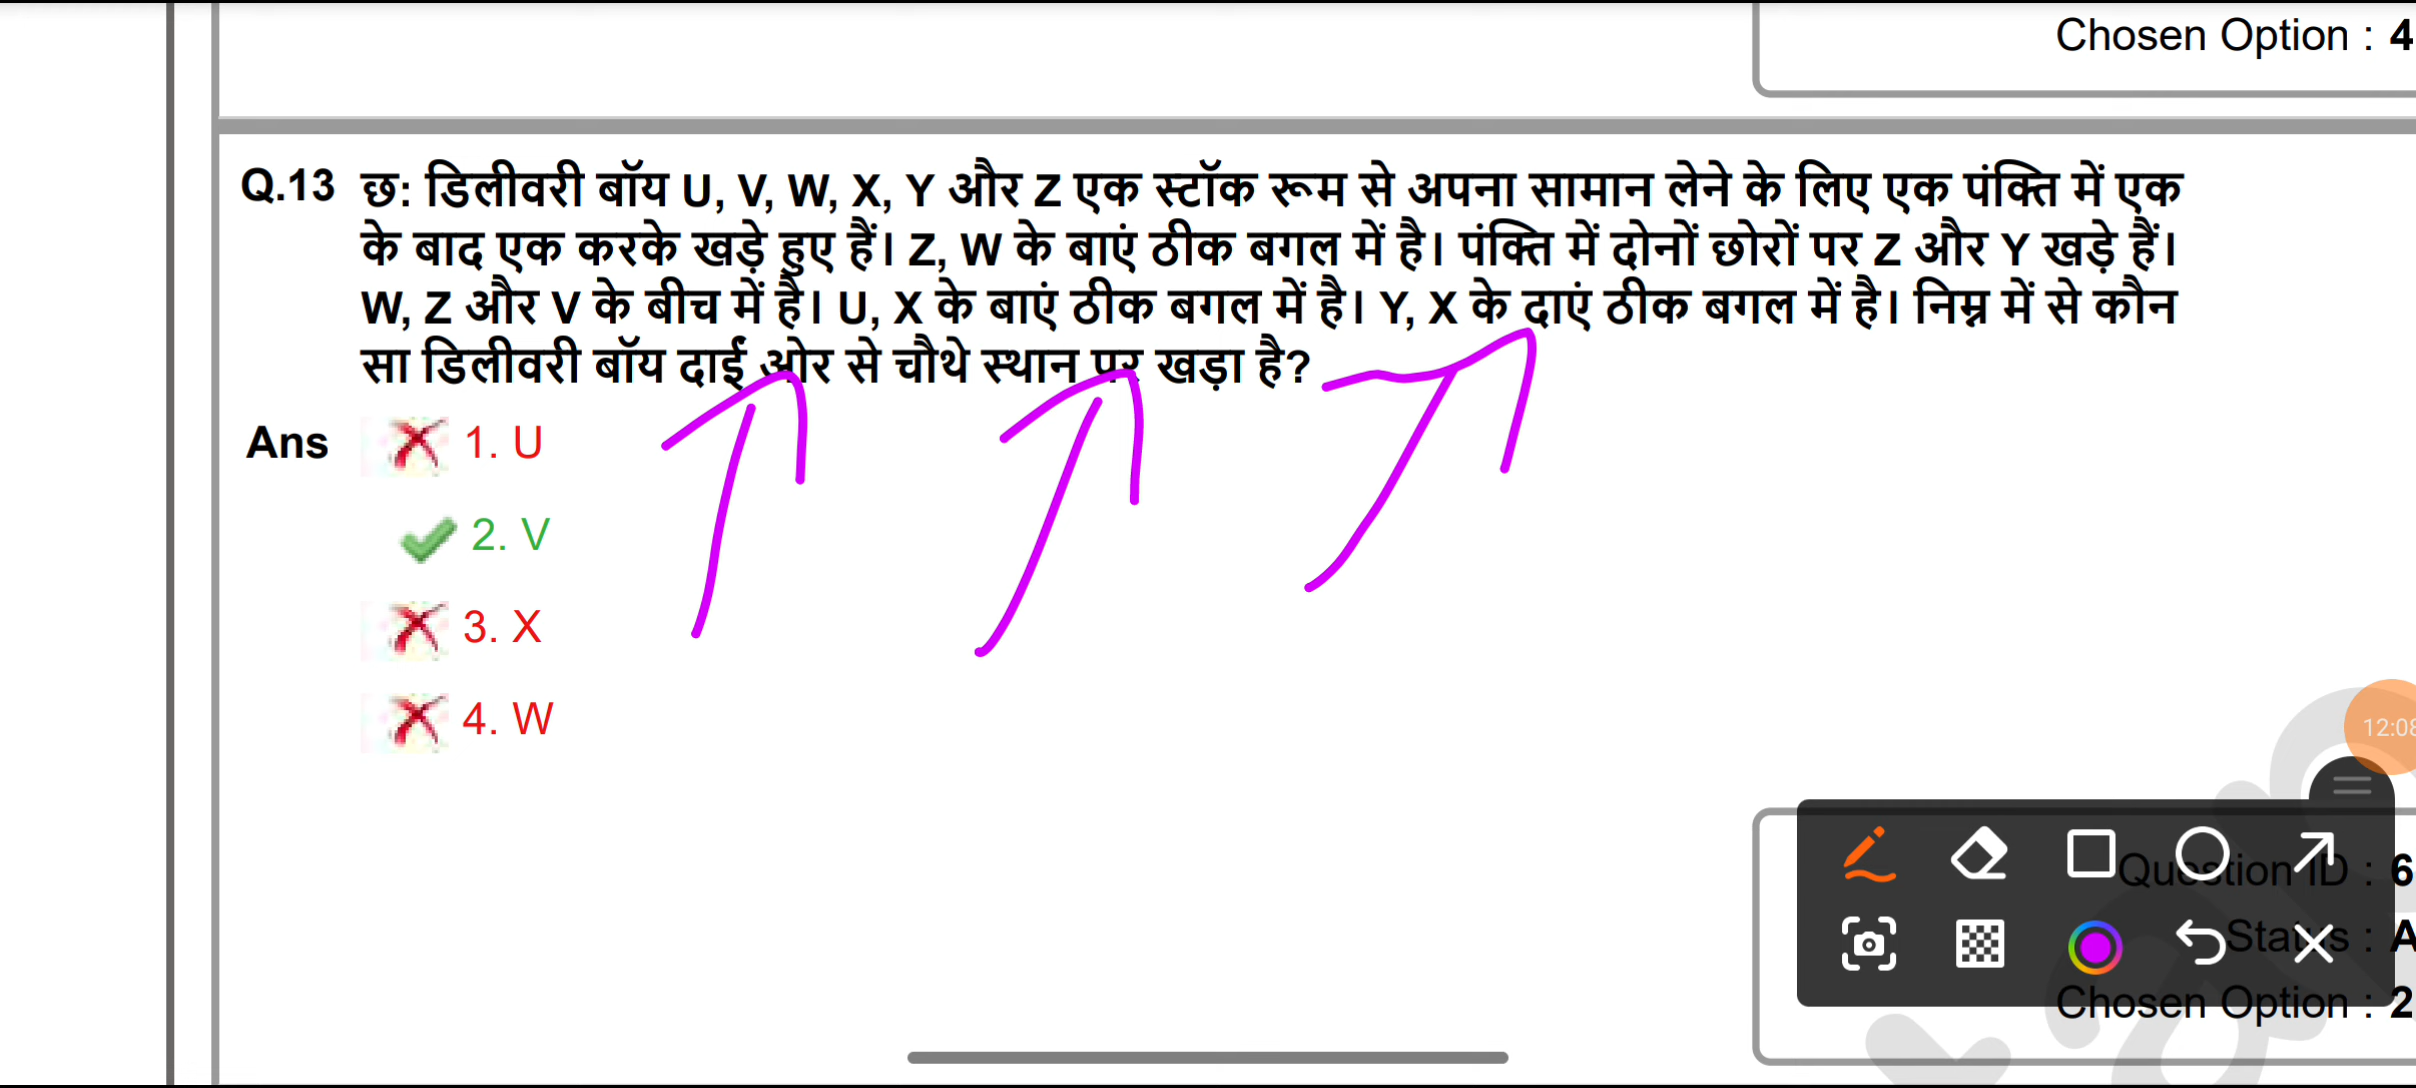 Chosen Option : 4
Q.13 छ: डिलीवरी बॉय U, V, W, X, Y और Z एक स्टॉक रूम से अपना सामान लेने के लिए एक पंक्ति में एक
के बाद एक करके खड़े हुए हैं। Z, W के बाएं ठीक बगल में है। पंक्ति में दोनों छोरों पर Z और Y खड़े हैं।
W, Z और V के बीच में है। U, X के बाएं ठीक बगल में है। Y, X के दाएं ठीक बगल में है। निम्न में से कौन
सा डिलीवरी बॉय दाईं ओर से चौथे स्थान पर खड़ा है?
Ans 1. U
2. V
3. X
4. W
12:08
Question ID : 6
Status : A
Chosen Option : 2